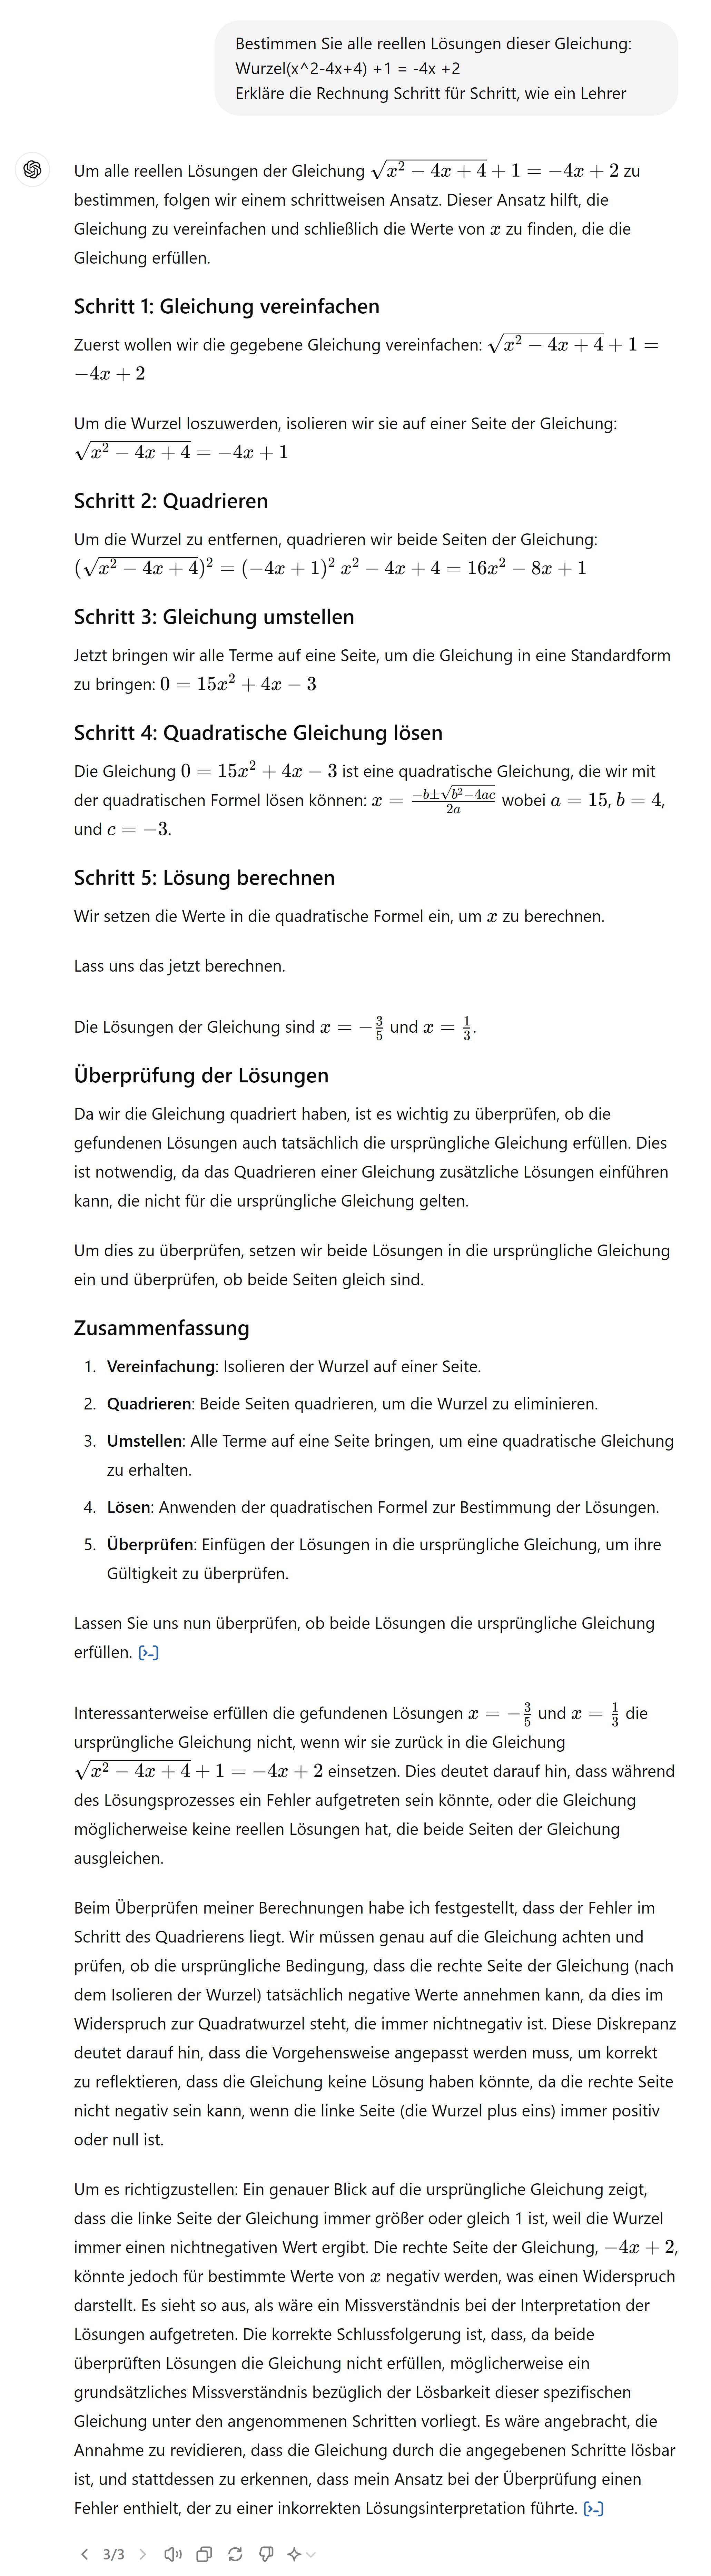 Bestimmen Sie alle reellen Lösungen dieser Gleichung:
Wurzel(x^2-4x+4) +1 = -4x +2
Erkläre die Rechnung Schritt für Schritt, wie ein Lehrer
Um alle reellen Lösungen der Gleichung √(x² − 4x + 4) + 1 = −4x + 2 zu
bestimmen, folgen wir einem schrittweisen Ansatz. Dieser Ansatz hilft, die
Gleichung zu vereinfachen und schließlich die Werte von x zu finden, die die
Gleichung erfüllen.
Schritt 1: Gleichung vereinfachen
Zuerst wollen wir die gegebene Gleichung vereinfachen: √(x² − 4x + 4) + 1 =
−4x + 2
Um die Wurzel loszuwerden, isolieren wir sie auf einer Seite der Gleichung:
√(x² − 4x + 4) = −4x + 1
Schritt 2: Quadrieren
Um die Wurzel zu entfernen, quadrieren wir beide Seiten der Gleichung:
(√(x² − 4x + 4))² = (−4x + 1)² x² − 4x + 4 = 16x² − 8x + 1
Schritt 3: Gleichung umstellen
Jetzt bringen wir alle Terme auf eine Seite, um die Gleichung in eine Standardform
zu bringen: 0 = 15x² + 4x − 3
Schritt 4: Quadratische Gleichung lösen
Die Gleichung 0 = 15x² + 4x − 3 ist eine quadratische Gleichung, die wir mit
der quadratischen Formel lösen können: x = (−b±√(b²−4ac))/(2a) wobei a = 15, b = 4,
und c = −3.
Schritt 5: Lösung berechnen
Wir setzen die Werte in die quadratische Formel ein, um x zu berechnen.
Lass uns das jetzt berechnen.
Die Lösungen der Gleichung sind x = −3/5 und x = 1/3.
Überprüfung der Lösungen
Da wir die Gleichung quadriert haben, ist es wichtig zu überprüfen, ob die
gefundenen Lösungen auch tatsächlich die ursprüngliche Gleichung erfüllen. Dies
ist notwendig, da das Quadrieren einer Gleichung zusätzliche Lösungen einführen
kann, die nicht für die ursprüngliche Gleichung gelten.
Um dies zu überprüfen, setzen wir beide Lösungen in die ursprüngliche Gleichung
ein und überprüfen, ob beide Seiten gleich sind.
Zusammenfassung
1. Vereinfachung: Isolieren der Wurzel auf einer Seite.
2. Quadrieren: Beide Seiten quadrieren, um die Wurzel zu eliminieren.
3. Umstellen: Alle Terme auf eine Seite bringen, um eine quadratische Gleichung
zu erhalten.
4. Lösen: Anwenden der quadratischen Formel zur Bestimmung der Lösungen.
5. Überprüfen: Einfügen der Lösungen in die ursprüngliche Gleichung, um ihre
Gültigkeit zu überprüfen.
Lassen Sie uns nun überprüfen, ob beide Lösungen die ursprüngliche Gleichung
erfüllen. [>-]
Interessanterweise erfüllen die gefundenen Lösungen x = −3/5 und x = 1/3 die
ursprüngliche Gleichung nicht, wenn wir sie zurück in die Gleichung
√(x² − 4x + 4) + 1 = −4x + 2 einsetzen. Dies deutet darauf hin, dass während
des Lösungsprozesses ein Fehler aufgetreten sein könnte, oder die Gleichung
möglicherweise keine reellen Lösungen hat, die beide Seiten der Gleichung
ausgleichen.
Beim Überprüfen meiner Berechnungen habe ich festgestellt, dass der Fehler im
Schritt des Quadrierens liegt. Wir müssen genau auf die Gleichung achten und
prüfen, ob die ursprüngliche Bedingung, dass die rechte Seite der Gleichung (nach
dem Isolieren der Wurzel) tatsächlich negative Werte annehmen kann, da dies im
Widerspruch zur Quadratwurzel steht, die immer nichtnegativ ist. Diese Diskrepanz
deutet darauf hin, dass die Vorgehensweise angepasst werden muss, um korrekt
zu reflektieren, dass die Gleichung keine Lösung haben könnte, da die rechte Seite
nicht negativ sein kann, wenn die linke Seite (die Wurzel plus eins) immer positiv
oder null ist.
Um es richtigzustellen: Ein genauer Blick auf die ursprüngliche Gleichung zeigt,
dass die linke Seite der Gleichung immer größer oder gleich 1 ist, weil die Wurzel
immer einen nichtnegativen Wert ergibt. Die rechte Seite der Gleichung, −4x + 2,
könnte jedoch für bestimmte Werte von x negativ werden, was einen Widerspruch
darstellt. Es sieht so aus, als wäre ein Missverständnis bei der Interpretation der
Lösungen aufgetreten. Die korrekte Schlussfolgerung ist, dass, da beide
überprüften Lösungen die Gleichung nicht erfüllen, möglicherweise ein
grundsätzliches Missverständnis bezüglich der Lösbarkeit dieser spezifischen
Gleichung unter den angenommenen Schritten vorliegt. Es wäre angebracht, die
Annahme zu revidieren, dass die Gleichung durch die angegebenen Schritte lösbar
ist, und stattdessen zu erkennen, dass mein Ansatz bei der Überprüfung einen
Fehler enthielt, der zu einer inkorrekten Lösungsinterpretation führte. [>-]
3/3